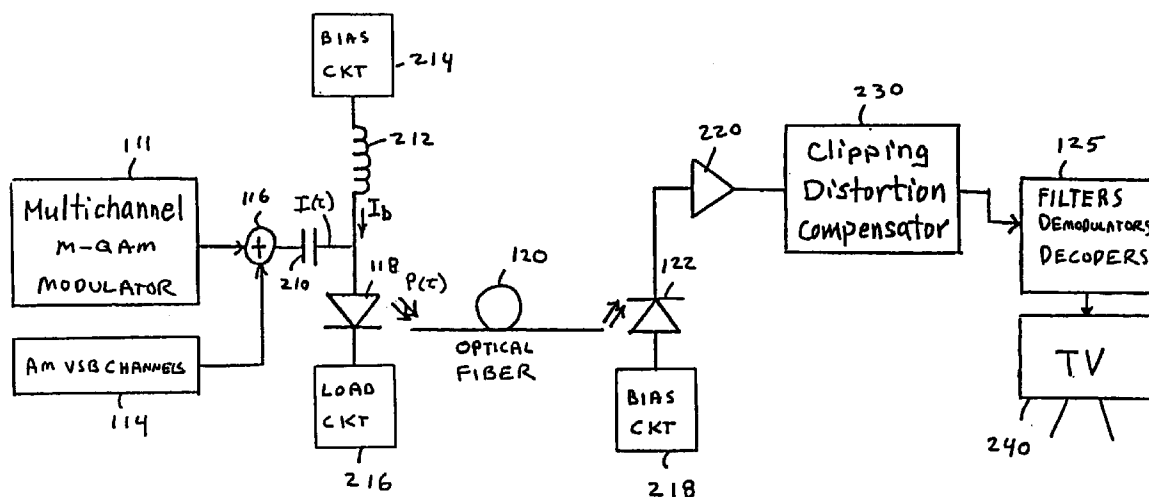 BIAS
CKT
214
212
111
Multichannel
M-QAM
MODULATOR
116
+
I(τ)
I_b
210
118
P(τ)
AM VSB CHANNELS
114
LOAD
CKT
216
120
OPTICAL
FIBER
122
BIAS
CKT
218
220
230
Clipping
Distortion
Compensator
125
FILTERS
DEMODULATORS
DECODERS
TV
240